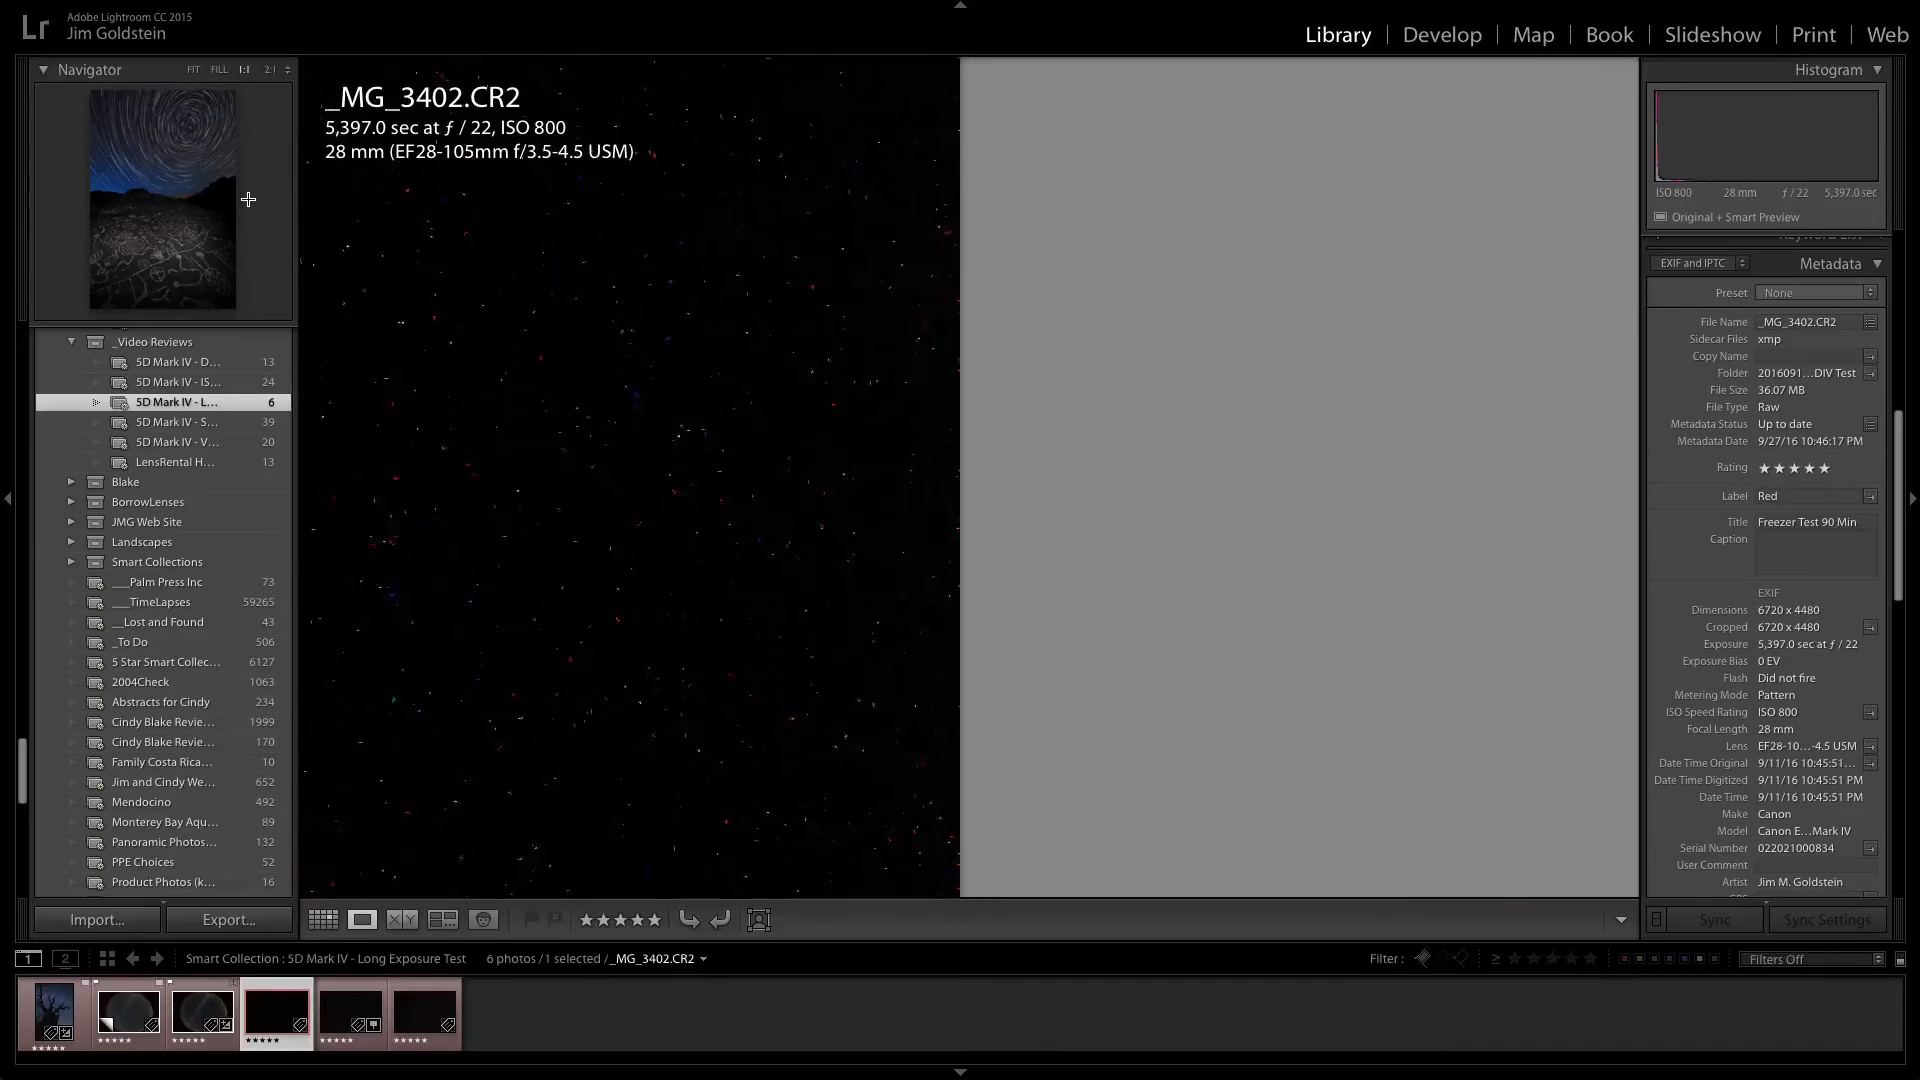 Lr
Adobe Lightroom CC 2015
Jim Goldstein
Library | Develop | Map | Book | Slideshow | Print | Web
Navigator FIT FILL 1:1 2:1
_MG_3402.CR2
5,397.0 sec at ƒ / 22, ISO 800
28 mm (EF28-105mm f/3.5-4.5 USM)
_Video Reviews
5D Mark IV - D... 13
5D Mark IV - IS... 24
5D Mark IV - L... 6
5D Mark IV - S... 39
5D Mark IV - V... 20
LensRental H... 13
Blake
BorrowLenses
JMG Web Site
Landscapes
Smart Collections
___Palm Press Inc 73
___TimeLapses 59265
__Lost and Found 43
_To Do 506
5 Star Smart Collec... 6127
2004Check 1063
Abstracts for Cindy 234
Cindy Blake Revie... 1999
Cindy Blake Revie... 170
Family Costa Rica... 10
Jim and Cindy We... 652
Mendocino 492
Monterey Bay Aqu... 89
Panoramic Photos... 132
PPE Choices 52
Product Photos (k... 16
Import... Export...
Histogram
ISO 800 28 mm ƒ / 22 5,397.0 sec
Original + Smart Preview
Keyword List
EXIF and IPTC Metadata
Preset None
File Name _MG_3402.CR2
Sidecar Files xmp
Copy Name
Folder 2016091...DIV Test
File Size 36.07 MB
File Type Raw
Metadata Status Up to date
Metadata Date 9/27/16 10:46:17 PM
Rating ★★★★★
Label Red
Title Freezer Test 90 Min
Caption
EXIF
Dimensions 6720 x 4480
Cropped 6720 x 4480
Exposure 5,397.0 sec at ƒ / 22
Exposure Bias 0 EV
Flash Did not fire
Metering Mode Pattern
ISO Speed Rating ISO 800
Focal Length 28 mm
Lens EF28-10...-4.5 USM
Date Time Original 9/11/16 10:45:51...
Date Time Digitized 9/11/16 10:45:51 PM
Date Time 9/11/16 10:45:51 PM
Make Canon
Model Canon E...Mark IV
Serial Number 022021000834
User Comment
Artist Jim M. Goldstein
Sync Sync Settings
X Y ★★★★★
1 2 Smart Collection : 5D Mark IV - Long Exposure Test 6 photos / 1 selected / _MG_3402.CR2
Filter : ≥ ★★★★★ Filters Off